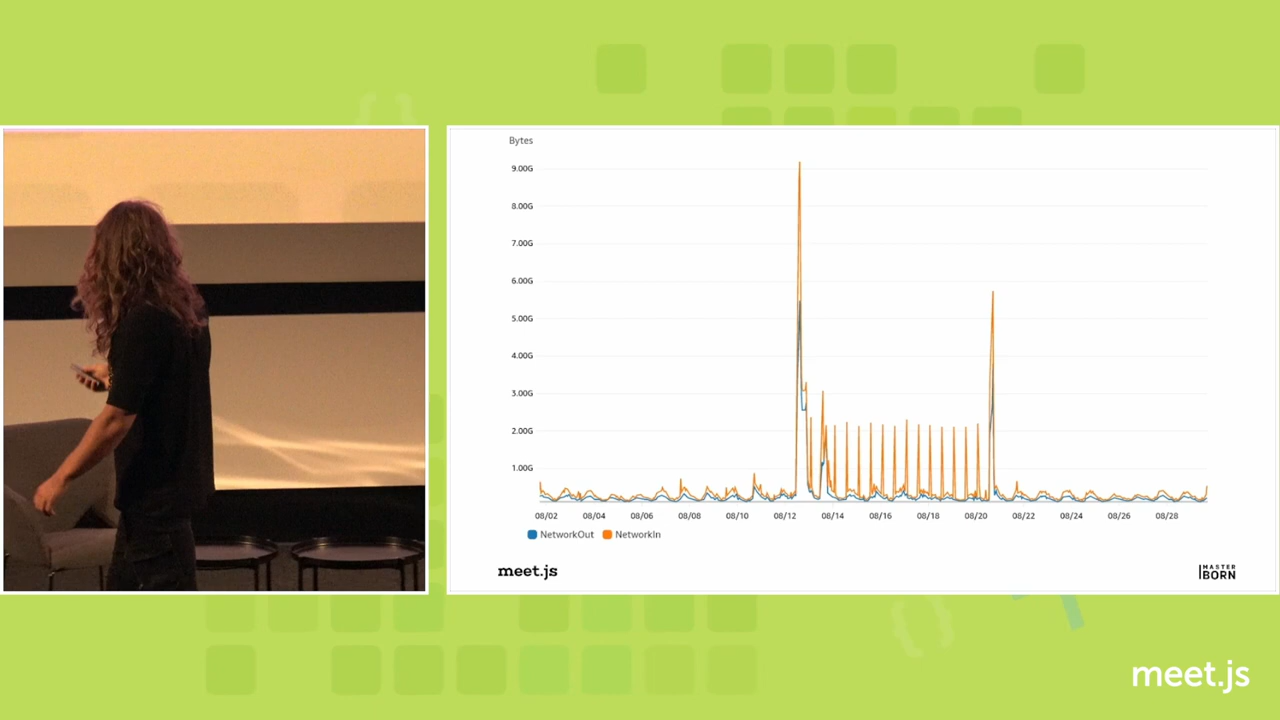 Bytes
9.00G
8.00G
7.00G
6.00G
5.00G
4.00G
3.00G
2.00G
1.00G
08/02 08/04 08/06 08/08 08/10 08/12 08/14 08/16 08/18 08/20 08/22 08/24 08/26 08/28
NetworkOut NetworkIn
meet.js
MASTER
BORN
meet.js